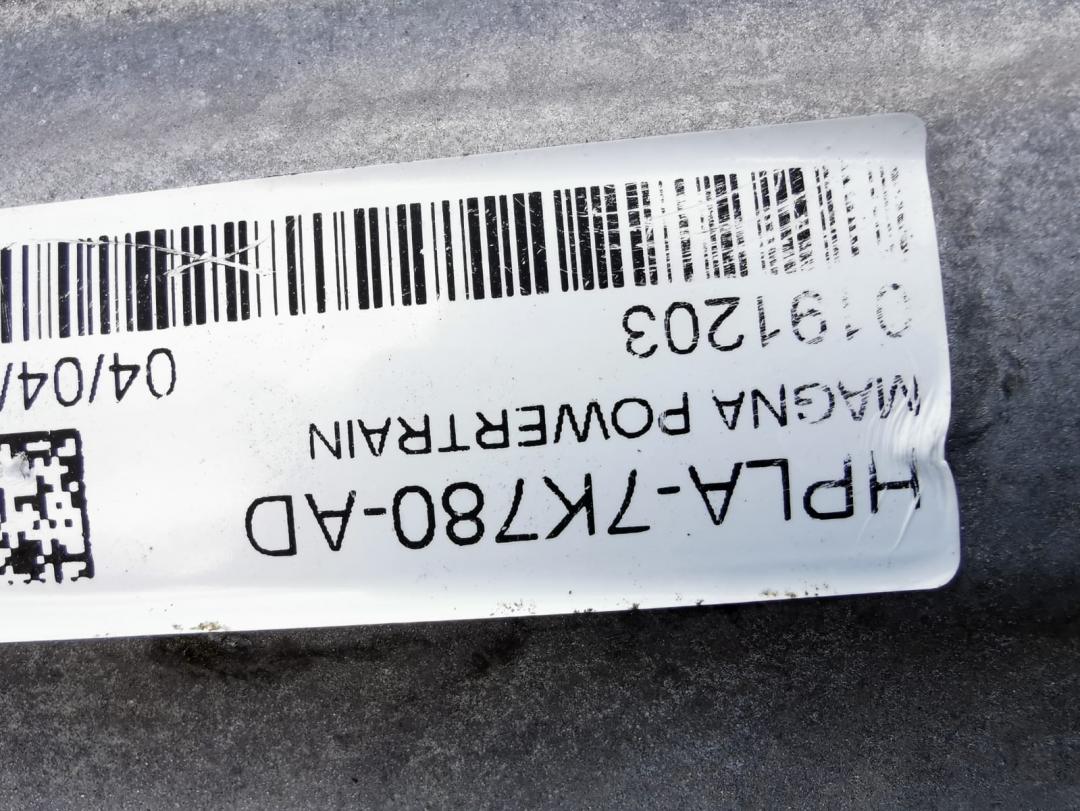 HPLA-7K780-AD
MAGNA POWERTRAIN
0191203
04/04/